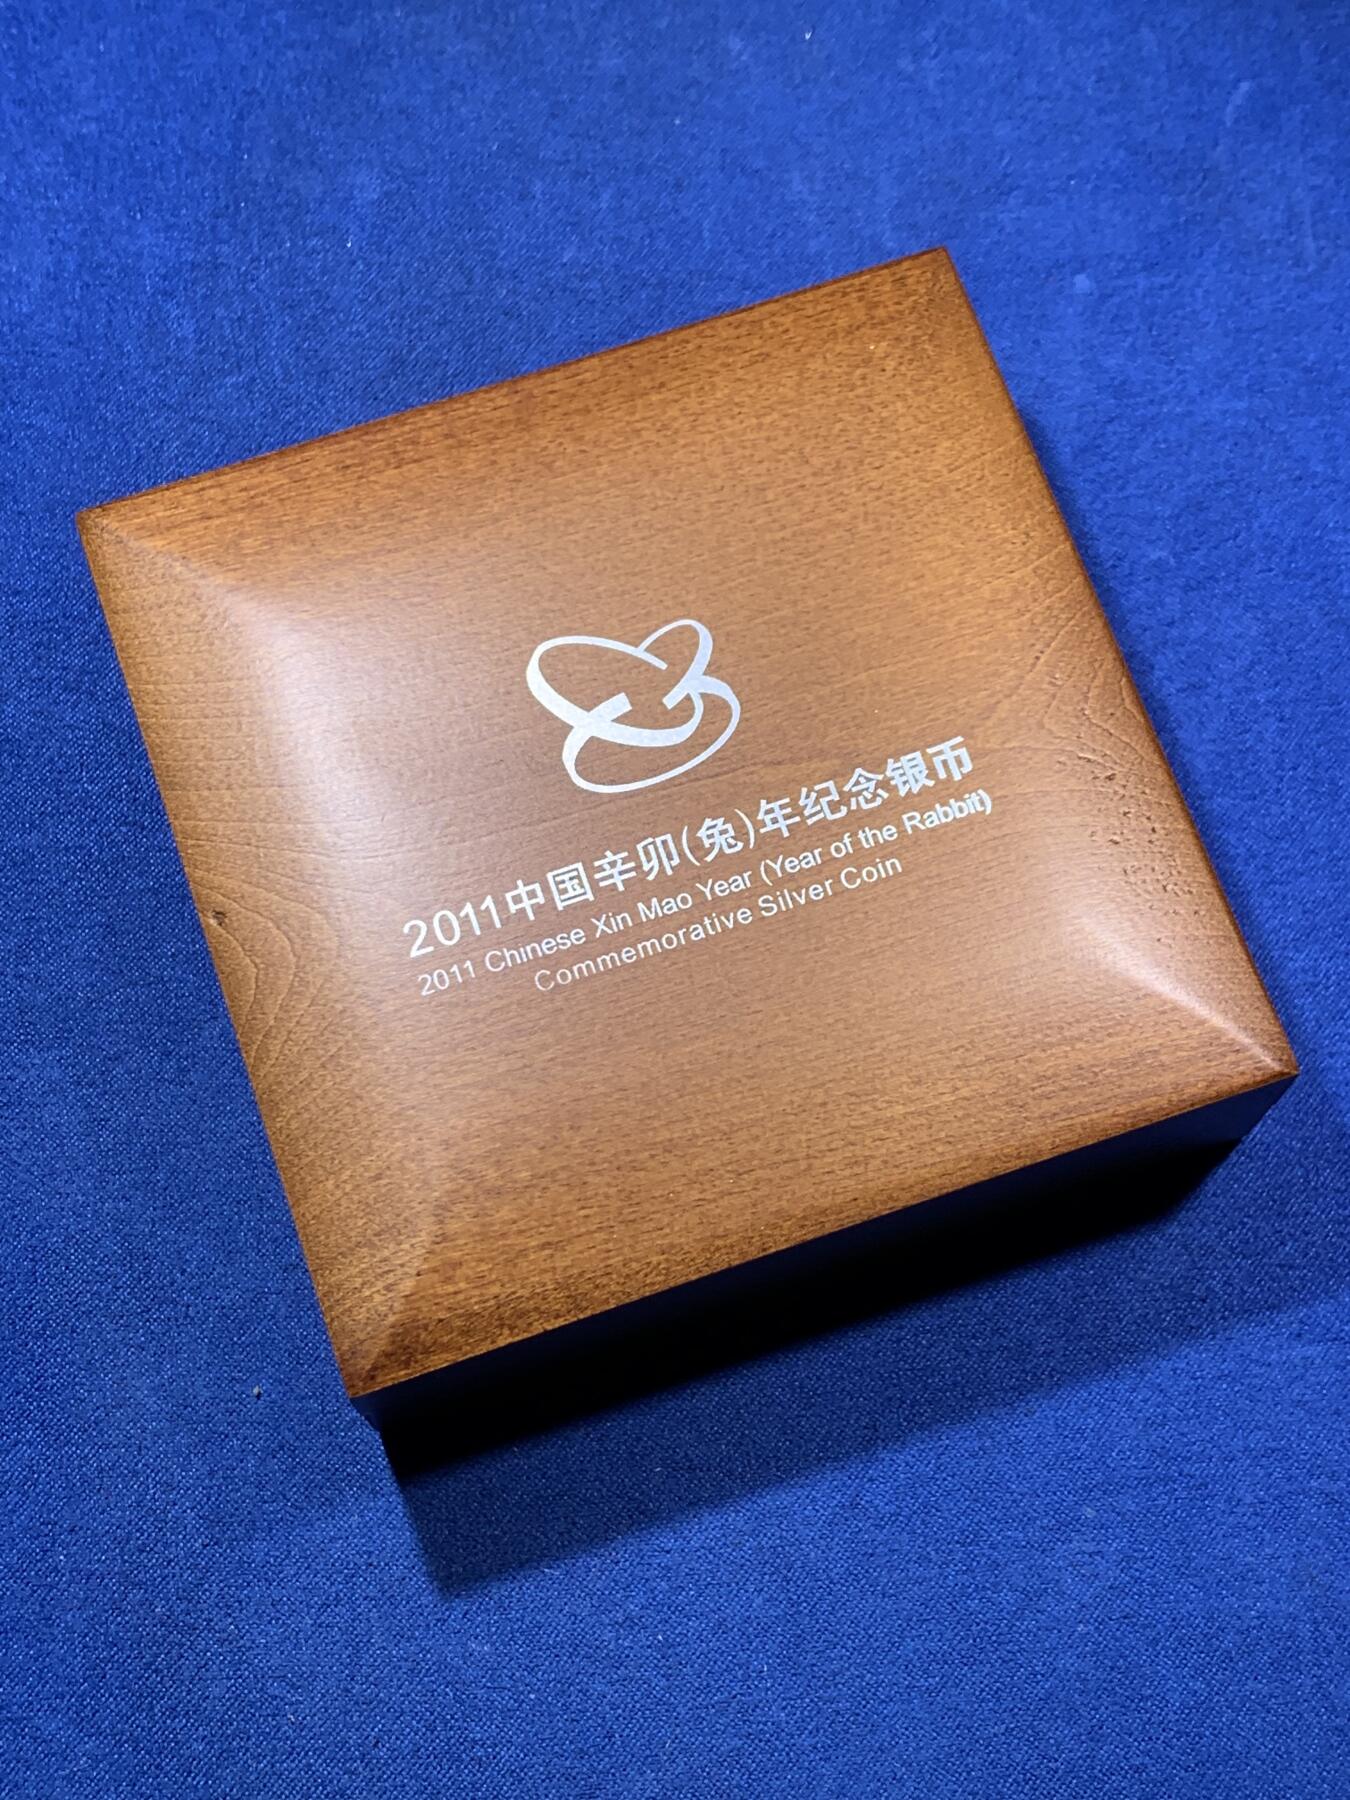 2011中国辛卯(兔)年纪念银币
2011 Chinese Xin Mao Year (Year of the Rabbit)
Commemorative Silver Coin